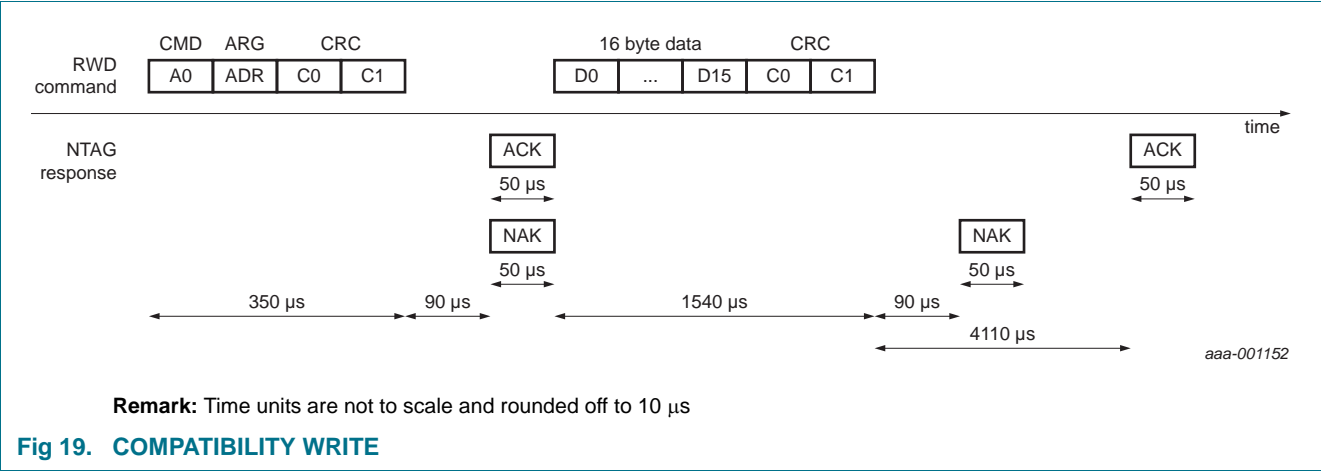 CMD ARG CRC 16 byte data CRC
RWD command A0 ADR C0 C1 D0 ... D15 C0 C1
time
NTAG response ACK ACK
50 µs 50 µs
NAK NAK
50 µs 50 µs
350 µs 90 µs 1540 µs 90 µs
4110 µs
aaa-001152
Remark: Time units are not to scale and rounded off to 10 µs
Fig 19. COMPATIBILITY WRITE